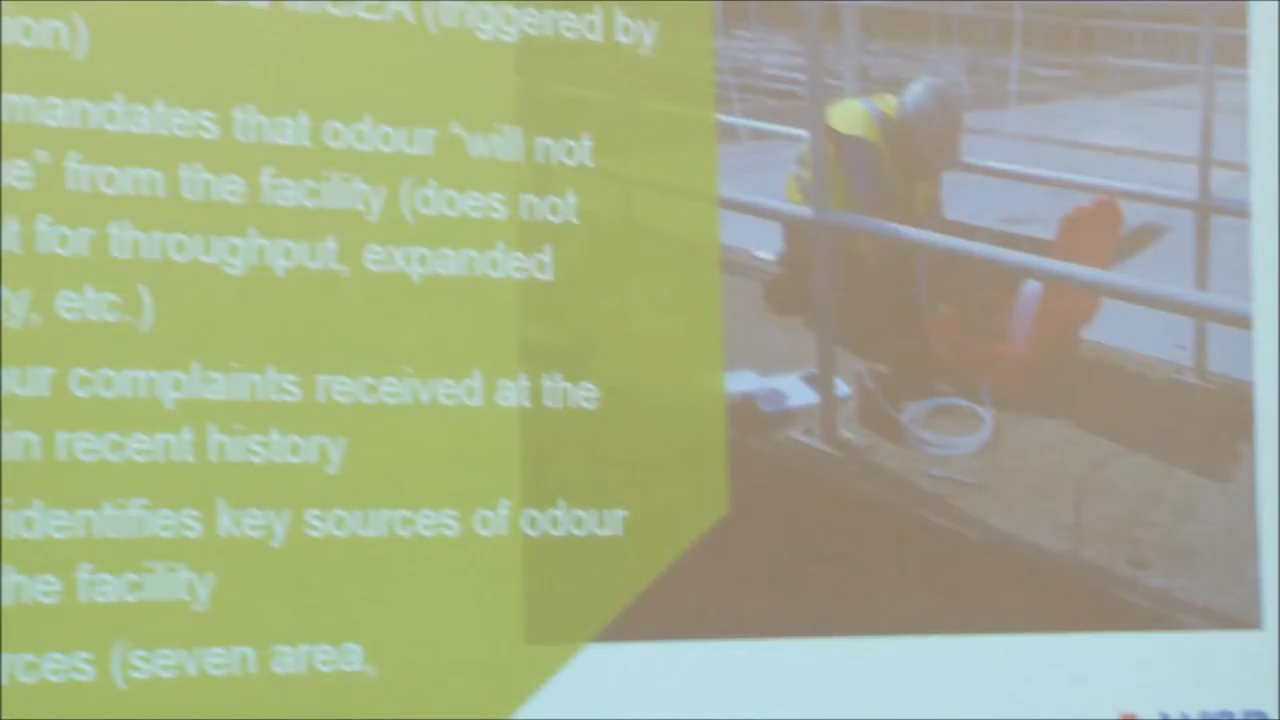 (triggered by
ion)
mandates that odour "will not
e" from the facility (does not
t for throughput, expanded
y, etc.)
ur complaints received at the
in recent history
identifies key sources of odour
he facility
rces (seven area,